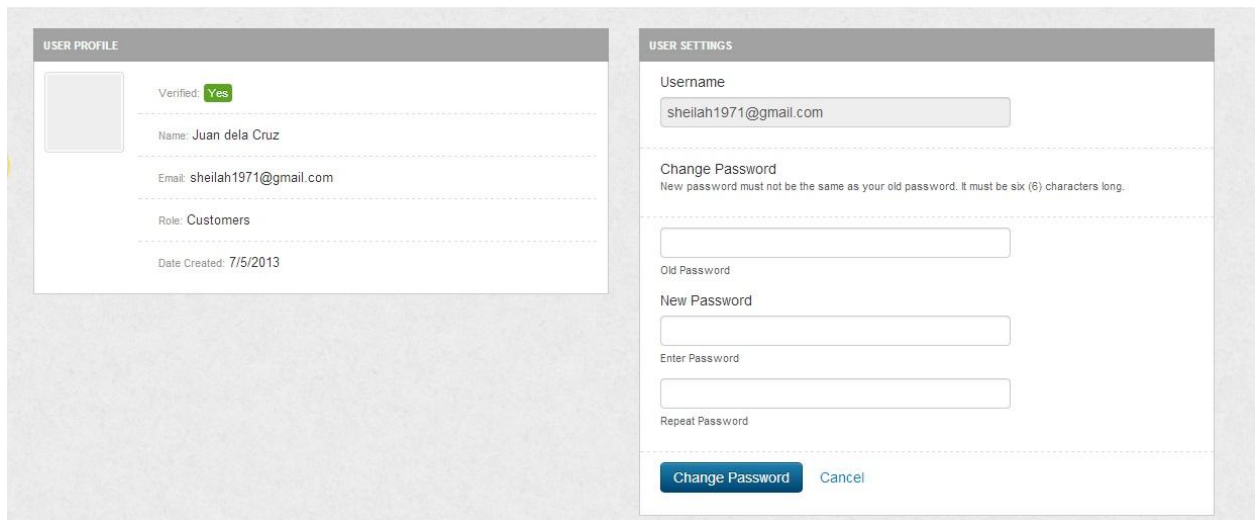 USER PROFILE
Verified: Yes
Name: Juan dela Cruz
Email: sheilah1971@gmail.com
Role: Customers
Date Created: 7/5/2013
USER SETTINGS
Username
sheilah1971@gmail.com
Change Password
New password must not be the same as your old password. It must be six (6) characters long.
Old Password
New Password
Enter Password
Repeat Password
Change Password Cancel